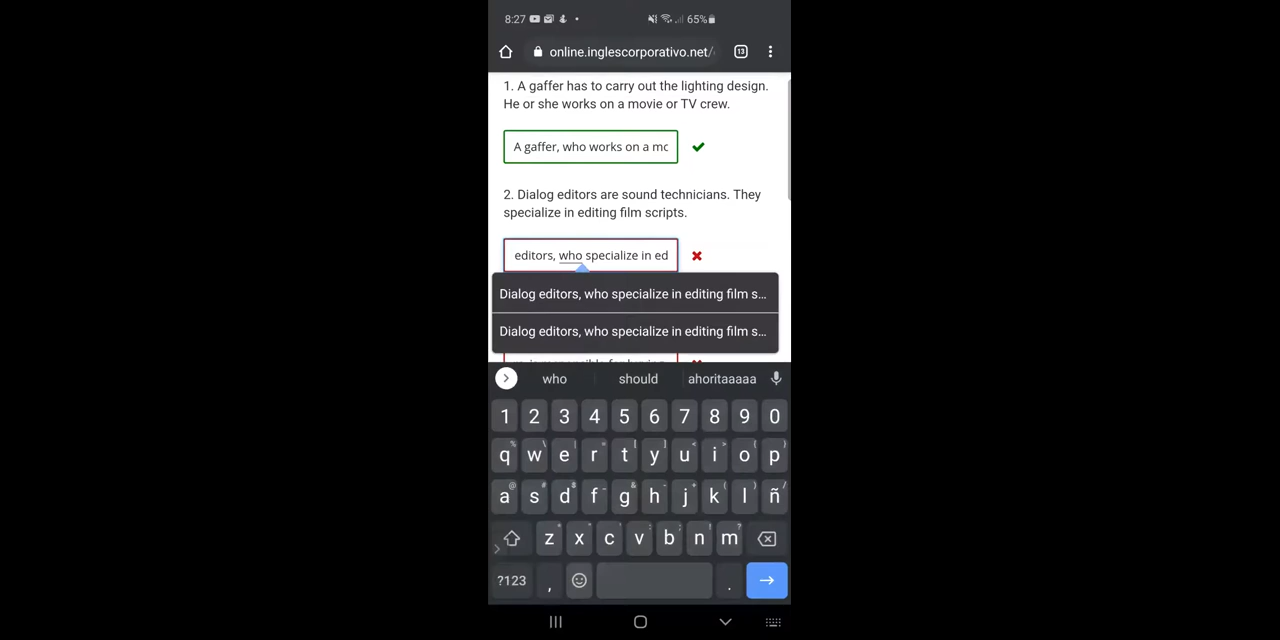 8:27 65%
online.inglescorporativo.net/ 13
1. A gaffer has to carry out the lighting design.
He or she works on a movie or TV crew.
A gaffer, who works on a mo
2. Dialog editors are sound technicians. They
specialize in editing film scripts.
editors, who specialize in ed
Dialog editors, who specialize in editing film s...
Dialog editors, who specialize in editing film s...
who should ahoritaaaaa
1 2 3 4 5 6 7 8 9 0
q w e r t y u i o p
a s d f g h j k l ñ
z x c v b n m
?123 , .